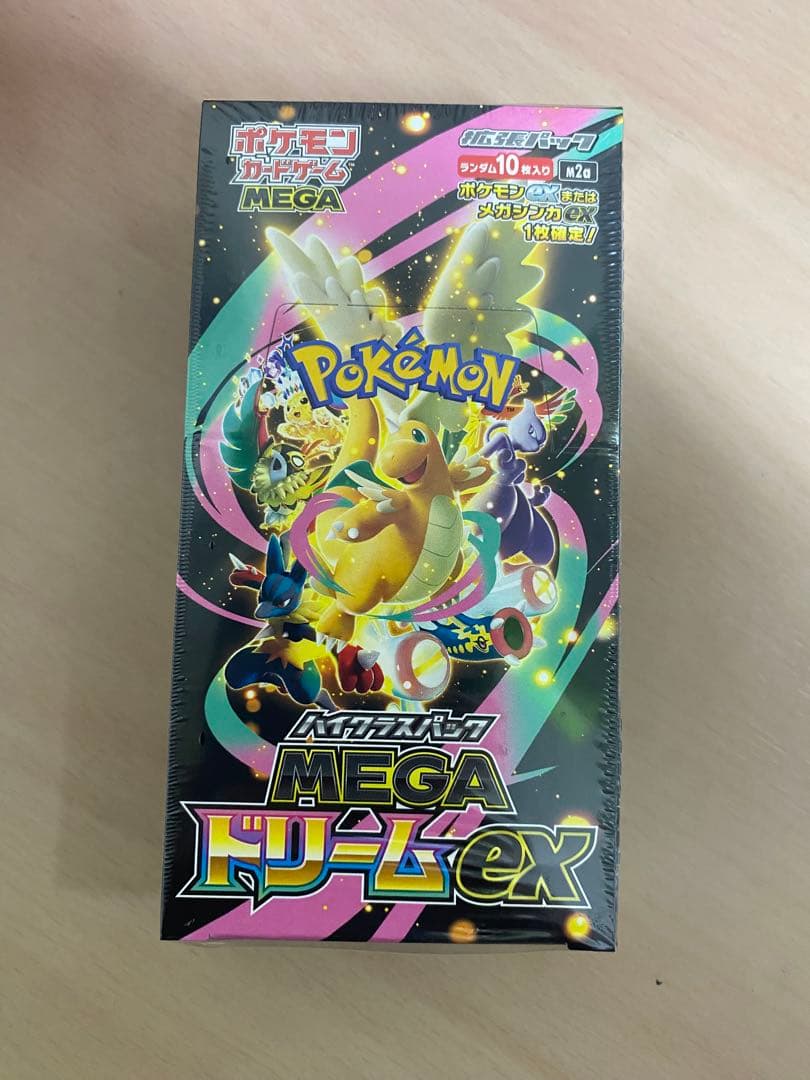 ポケモン
カードゲーム
MEGA
拡張パック
ランダム10枚入り M2a
ポケモンexまたは
メガシンカex
1枚確定!
POKéMON
TM
ハイクラスパック
MEGA
ドリームex